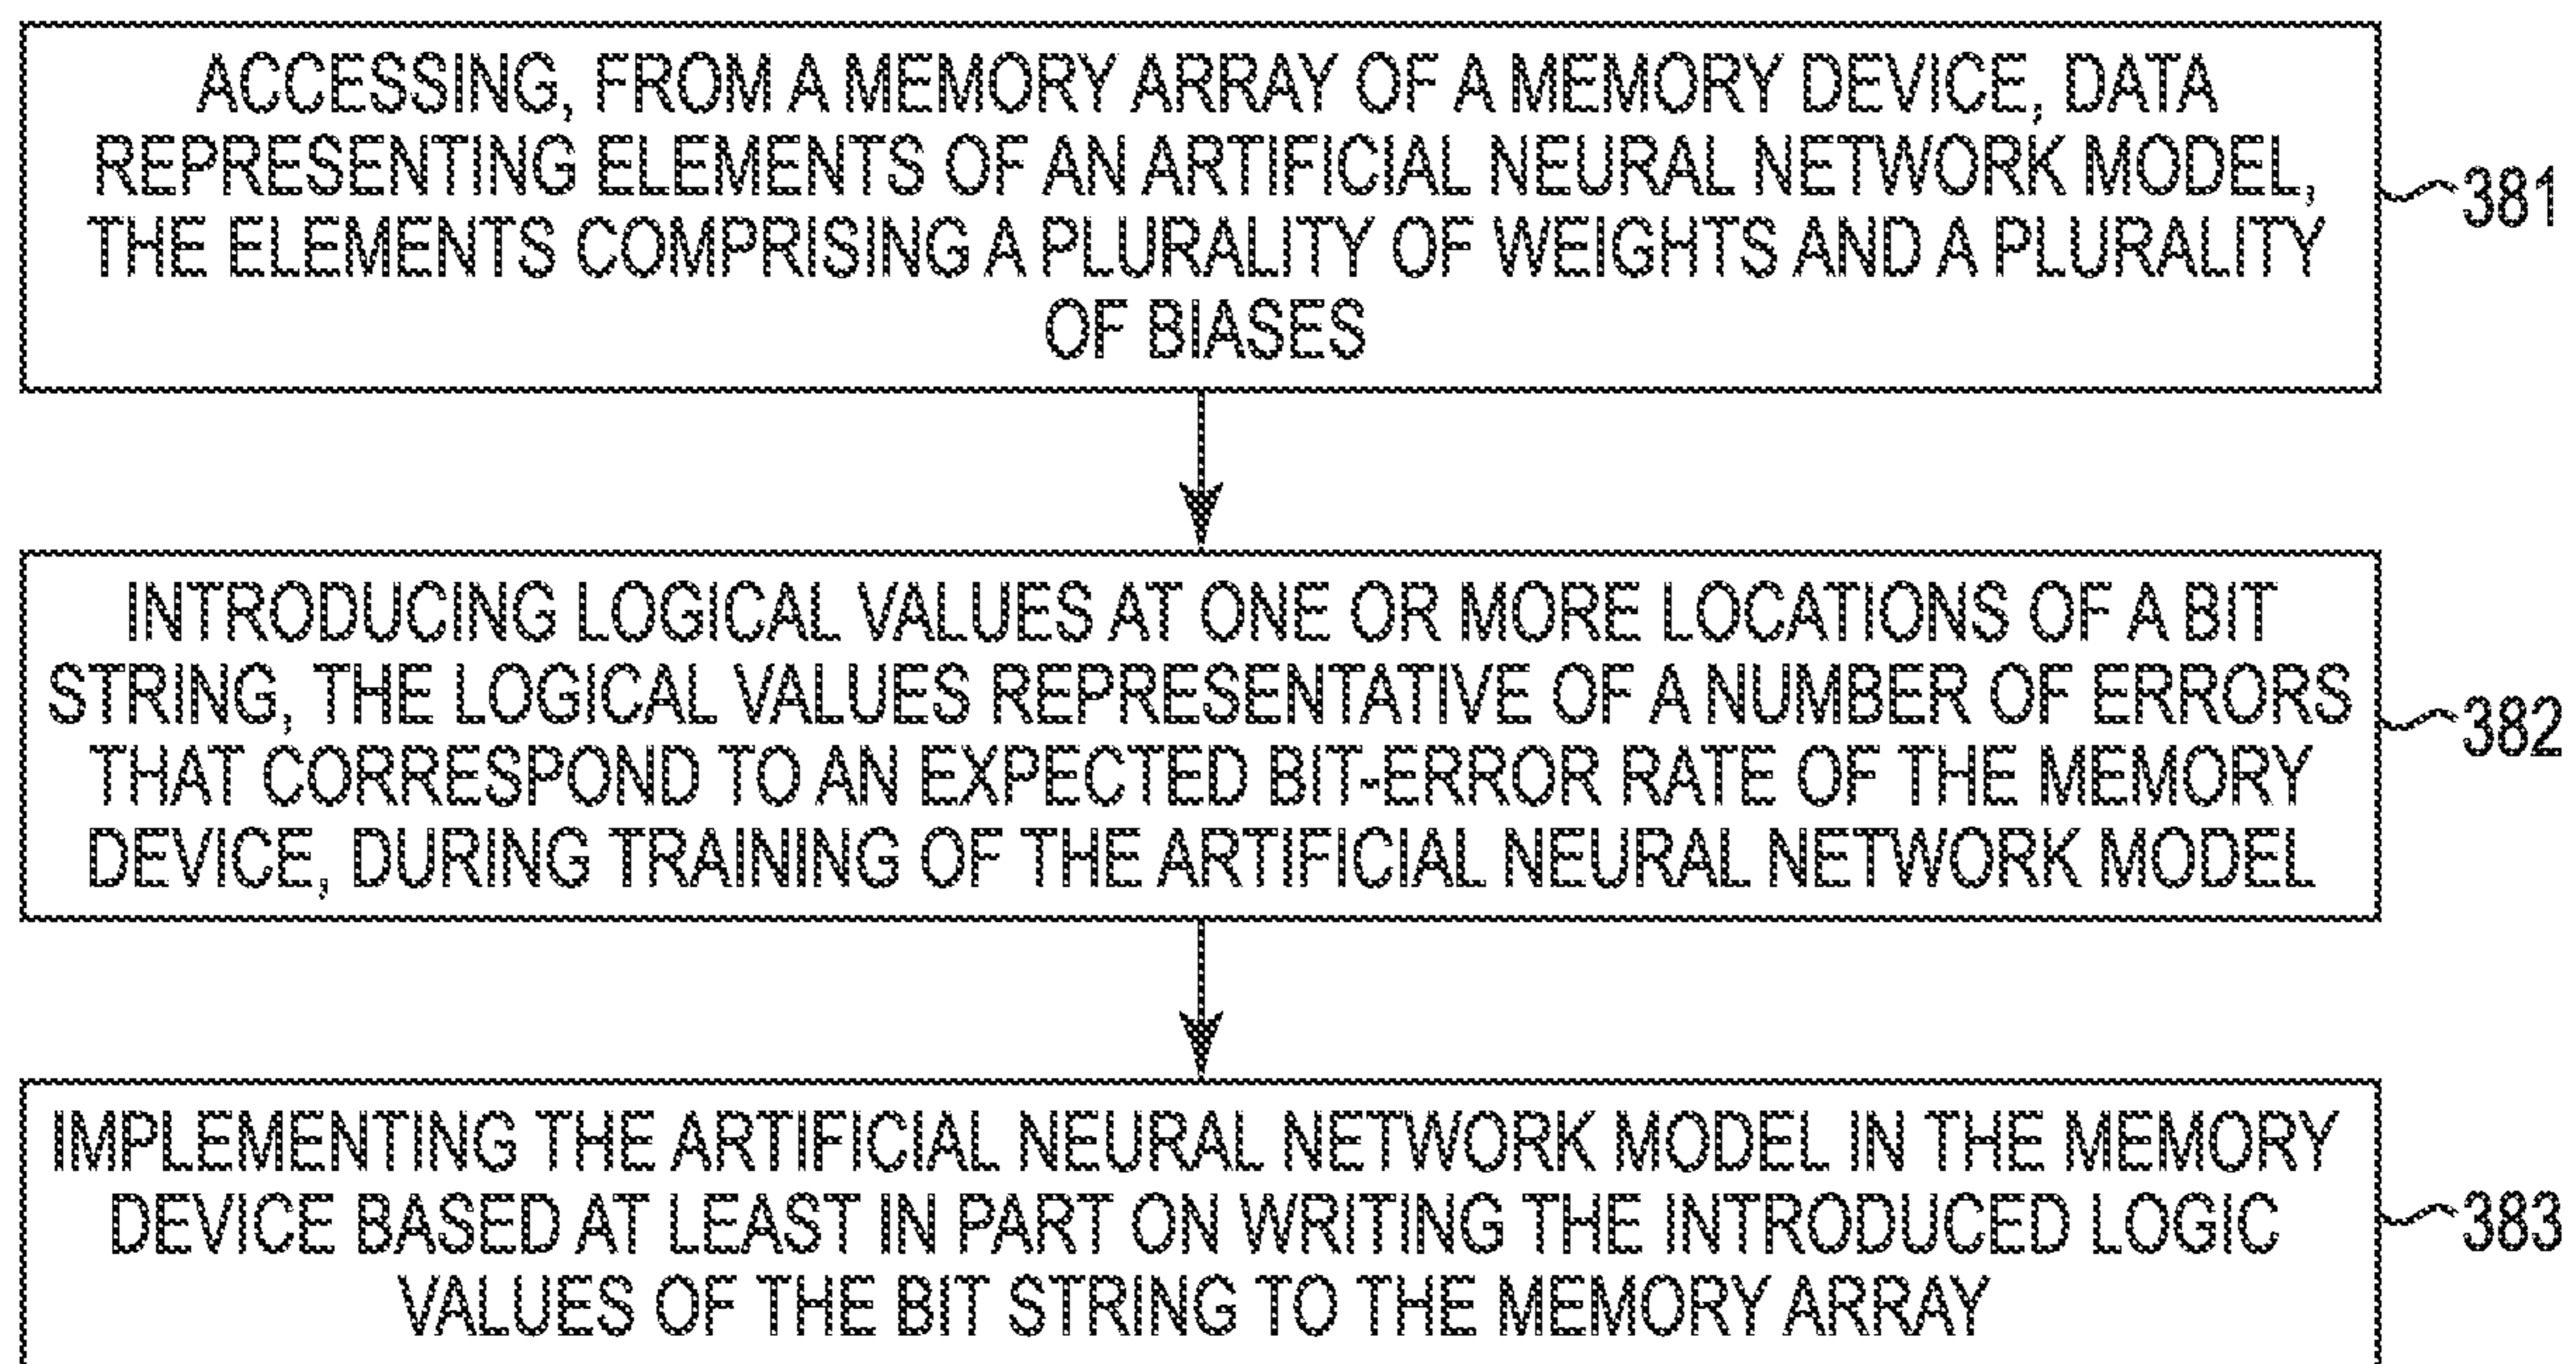 ACCESSING, FROM A MEMORY ARRAY OF A MEMORY DEVICE, DATA
REPRESENTING ELEMENTS OF AN ARTIFICIAL NEURAL NETWORK MODEL,
THE ELEMENTS COMPRISING A PLURALITY OF WEIGHTS AND A PLURALITY
OF BIASES
381
INTRODUCING LOGICAL VALUES AT ONE OR MORE LOCATIONS OF A BIT
STRING, THE LOGICAL VALUES REPRESENTATIVE OF A NUMBER OF ERRORS
THAT CORRESPOND TO AN EXPECTED BIT-ERROR RATE OF THE MEMORY
DEVICE, DURING TRAINING OF THE ARTIFICIAL NEURAL NETWORK MODEL
382
IMPLEMENTING THE ARTIFICIAL NEURAL NETWORK MODEL IN THE MEMORY
DEVICE BASED AT LEAST IN PART ON WRITING THE INTRODUCED LOGIC
VALUES OF THE BIT STRING TO THE MEMORY ARRAY
383